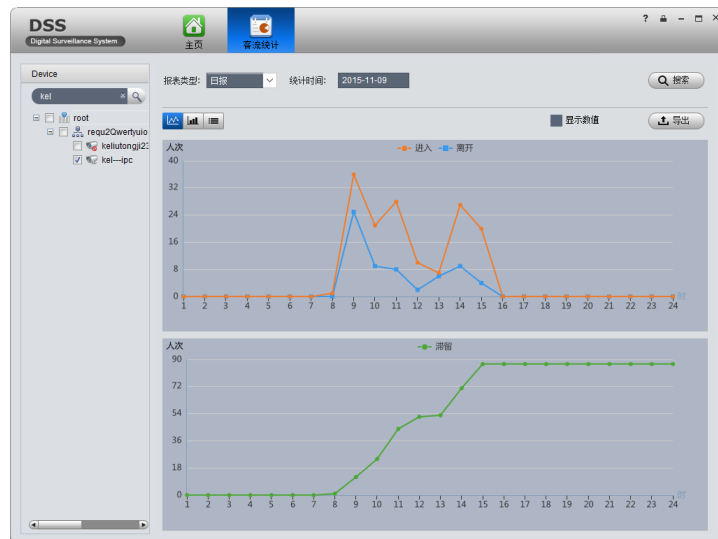 DSS
Digital Surveillance System
主页
客流统计
?
Device
kel
root
requ2Qwertyuio
keliutongji23
kel---ipc
报表类型: 日报
统计时间: 2015-11-09
搜索
显示数值
导出
人次
进入 离开
40
32
24
16
8
0
1 2 3 4 5 6 7 8 9 10 11 12 13 14 15 16 17 18 19 20 21 22 23 24 时
人次
滞留
90
72
54
36
18
0
1 2 3 4 5 6 7 8 9 10 11 12 13 14 15 16 17 18 19 20 21 22 23 24 时